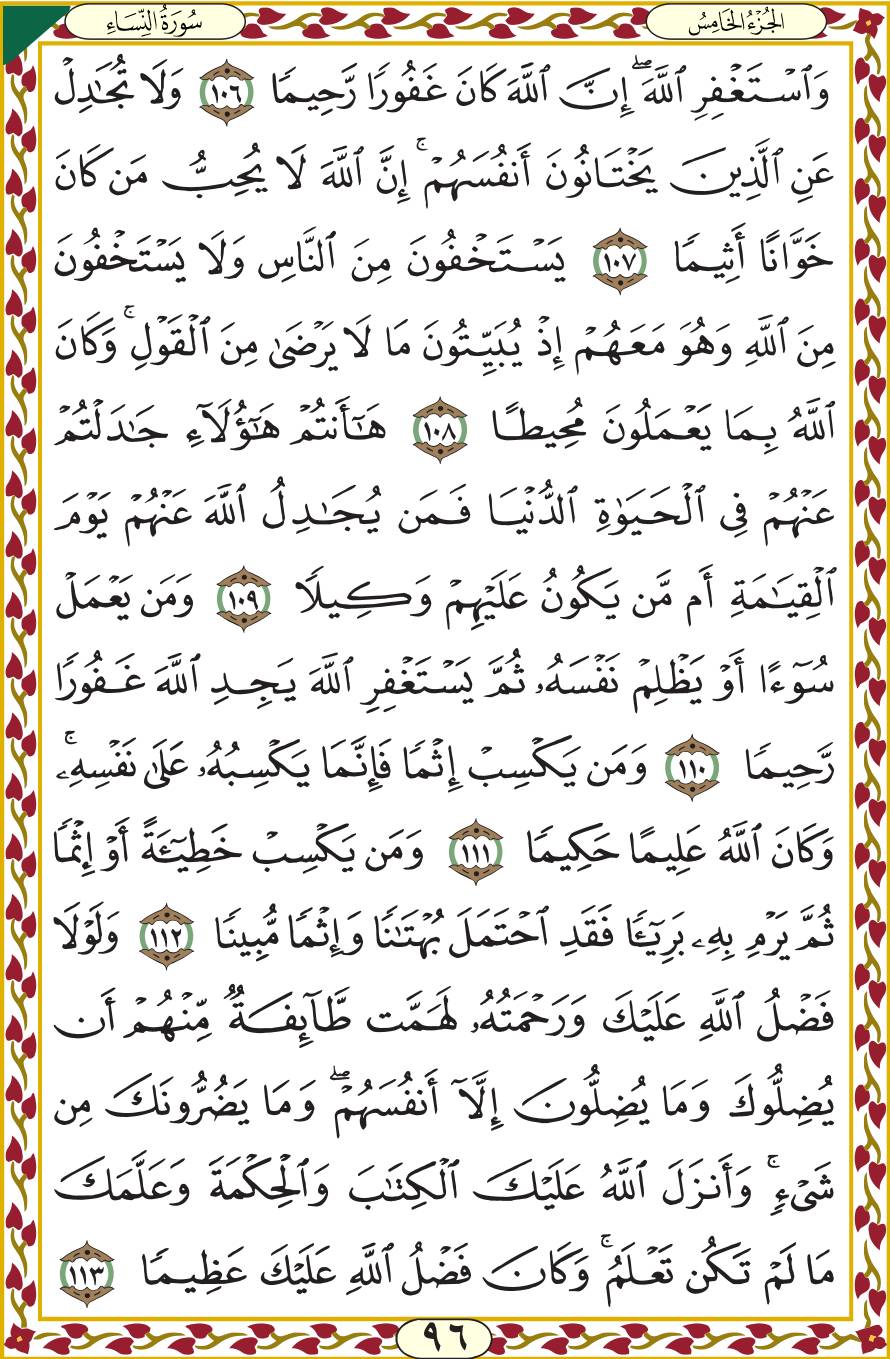 الجُزْءُ الخَامِسُ
سُورَةُ النِّسَاءِ
وَٱسْتَغْفِرِ ٱللَّهَۖ إِنَّ ٱللَّهَ كَانَ غَفُورًا رَّحِيمًا ١٠٦ وَلَا تُجَٰدِلْ
عَنِ ٱلَّذِينَ يَخْتَانُونَ أَنفُسَهُمْۚ إِنَّ ٱللَّهَ لَا يُحِبُّ مَن كَانَ
خَوَّانًا أَثِيمًا ١٠٧ يَسْتَخْفُونَ مِنَ ٱلنَّاسِ وَلَا يَسْتَخْفُونَ
مِنَ ٱللَّهِ وَهُوَ مَعَهُمْ إِذْ يُبَيِّتُونَ مَا لَا يَرْضَىٰ مِنَ ٱلْقَوْلِۚ وَكَانَ
ٱللَّهُ بِمَا يَعْمَلُونَ مُحِيطًا ١٠٨ هَٰٓأَنتُمْ هَٰٓؤُلَآءِ جَٰدَلْتُمْ
عَنْهُمْ فِي ٱلْحَيَوٰةِ ٱلدُّنْيَا فَمَن يُجَٰدِلُ ٱللَّهَ عَنْهُمْ يَوْمَ
ٱلْقِيَٰمَةِ أَم مَّن يَكُونُ عَلَيْهِمْ وَكِيلًا ١٠٩ وَمَن يَعْمَلْ
سُوٓءًا أَوْ يَظْلِمْ نَفْسَهُۥ ثُمَّ يَسْتَغْفِرِ ٱللَّهَ يَجِدِ ٱللَّهَ غَفُورًا
رَّحِيمًا ١١٠ وَمَن يَكْسِبْ إِثْمًا فَإِنَّمَا يَكْسِبُهُۥ عَلَىٰ نَفْسِهِۦۚ
وَكَانَ ٱللَّهُ عَلِيمًا حَكِيمًا ١١١ وَمَن يَكْسِبْ خَطِيٓـَٔةً أَوْ إِثْمًا
ثُمَّ يَرْمِ بِهِۦ بَرِيٓـًٔا فَقَدِ ٱحْتَمَلَ بُهْتَٰنًا وَإِثْمًا مُّبِينًا ١١٢ وَلَوْلَا
فَضْلُ ٱللَّهِ عَلَيْكَ وَرَحْمَتُهُۥ لَهَمَّت طَّآئِفَةٌ مِّنْهُمْ أَن
يُضِلُّوكَ وَمَا يُضِلُّونَ إِلَّآ أَنفُسَهُمْۖ وَمَا يَضُرُّونَكَ مِن
شَيْءٍۚ وَأَنزَلَ ٱللَّهُ عَلَيْكَ ٱلْكِتَٰبَ وَٱلْحِكْمَةَ وَعَلَّمَكَ
مَا لَمْ تَكُن تَعْلَمُۚ وَكَانَ فَضْلُ ٱللَّهِ عَلَيْكَ عَظِيمًا ١١٣
٩٦